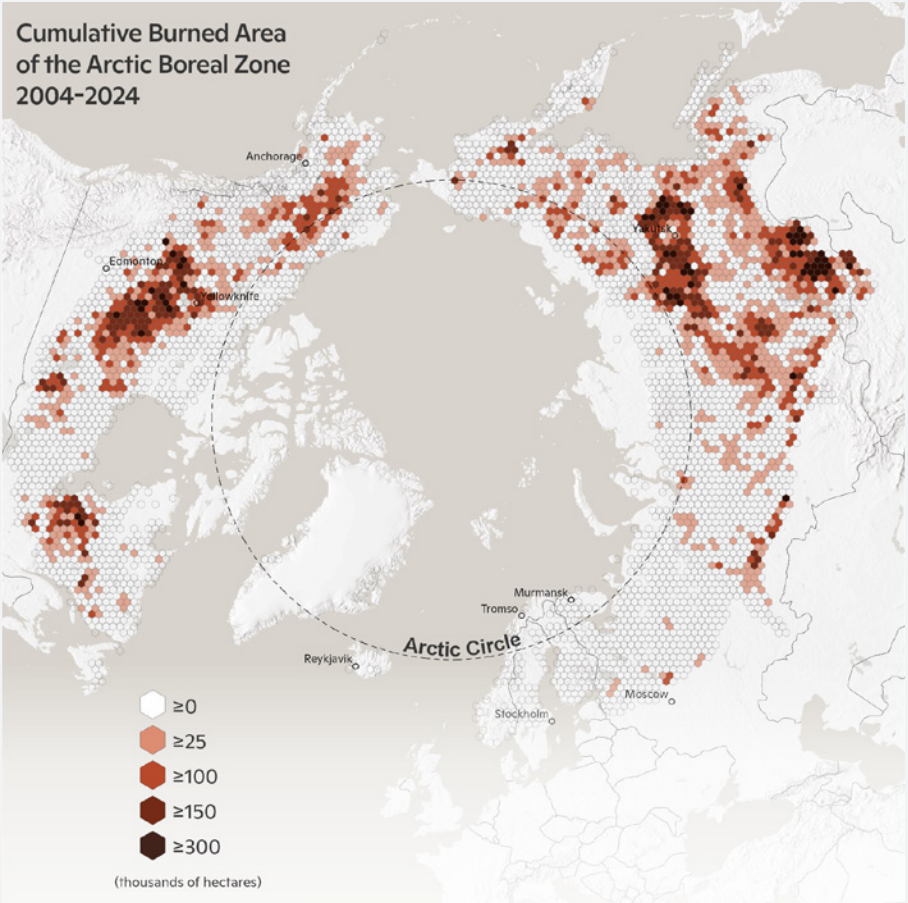 Cumulative Burned Area
of the Arctic Boreal Zone
2004-2024
Anchorage
Yakutsk
Edmonton
Yellowknife
Murmansk
Tromso
Arctic Circle
Reykjavik
Moscow
Stockholm
≥0
≥25
≥100
≥150
≥300
(thousands of hectares)